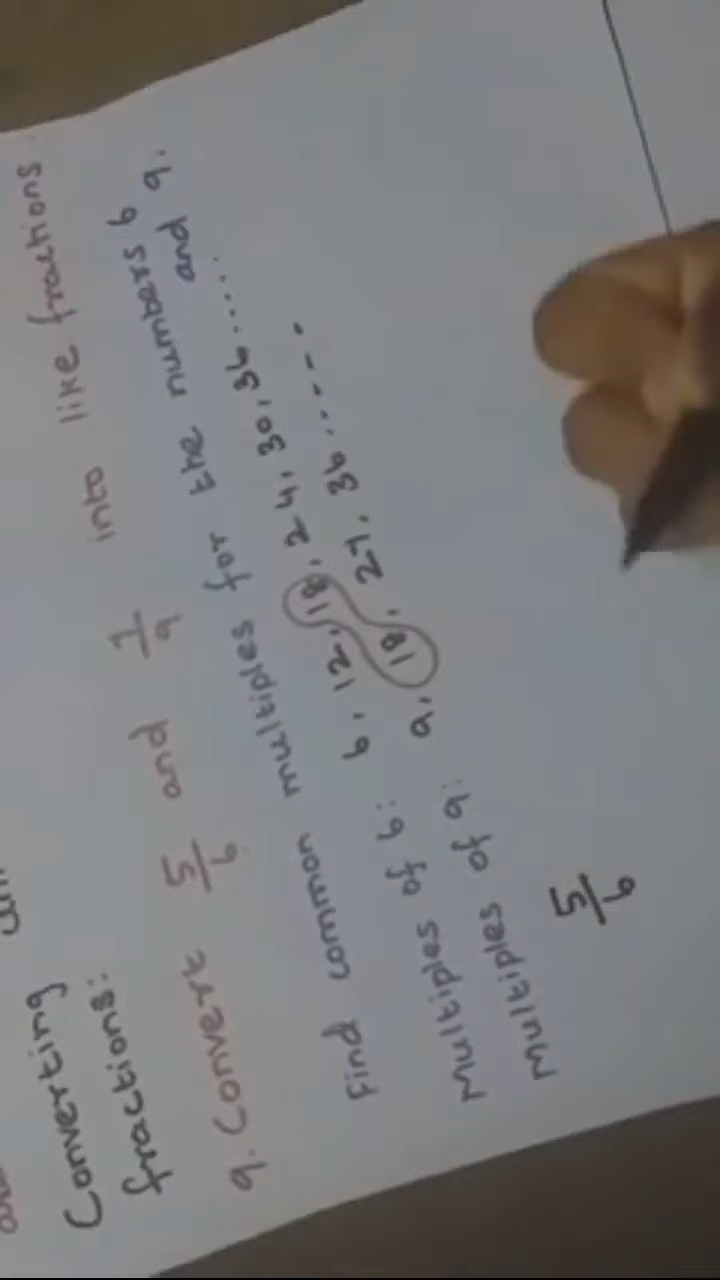 Converting
fractions:
q. Convert 5/6 and 1/9 into like fractions.
Find common multiples for the numbers 6
and 9.
Multiples of 6: 6, 12, 18, 24, 30, 36.....
Multiples of 9: 9, 18, 27, 36.....
5/6